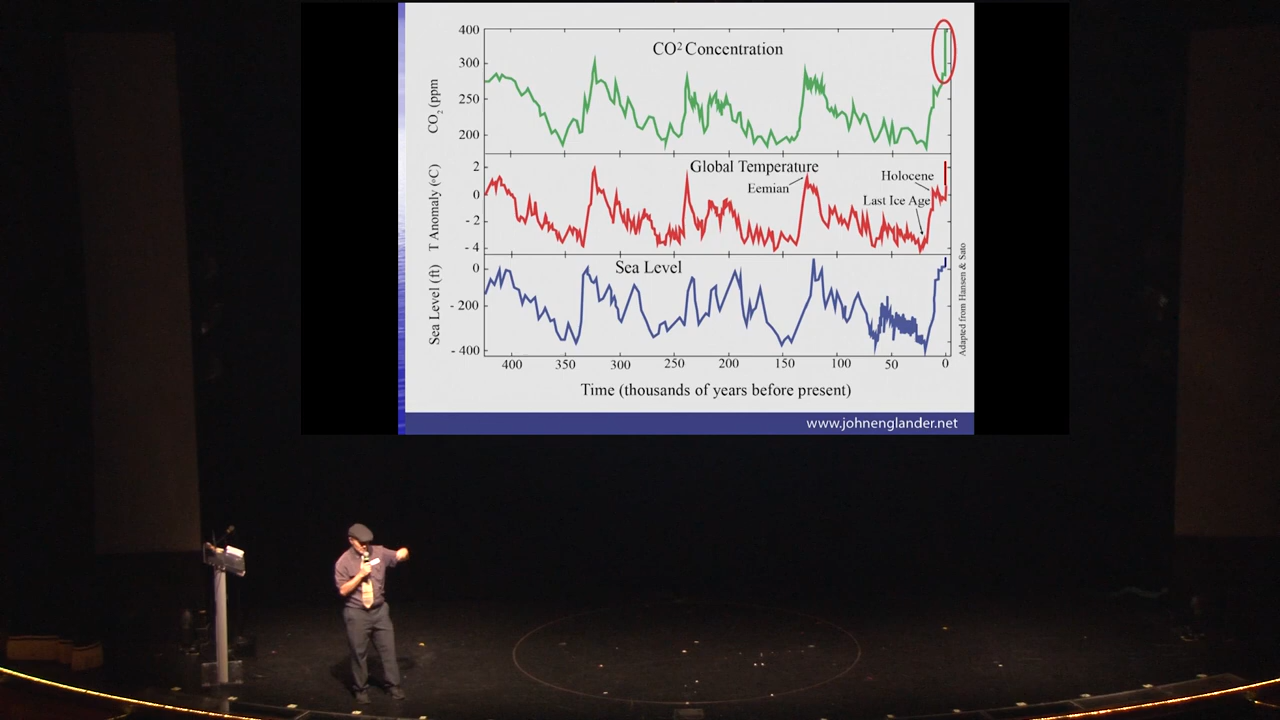 CO² Concentration
CO₂ (ppm
400
300
250
200
Global Temperature
Eemian
Holocene
Last Ice Age
T Anomaly (oC)
2
0
- 2
- 4
Sea Level
Sea Level (ft)
0
- 200
- 400
400 350 300 250 200 150 100 50 0
Time (thousands of years before present)
Adapted from Hansen & Sato
www.johnenglander.net